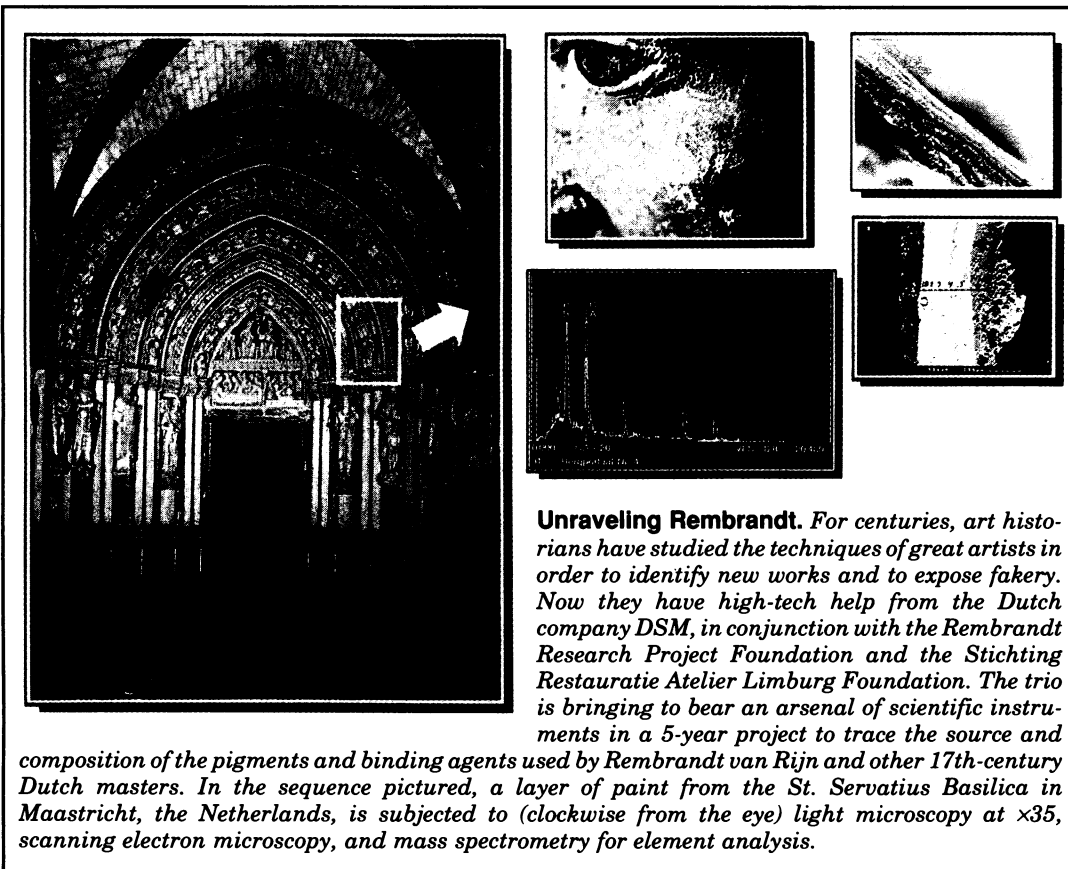 Unraveling Rembrandt. For centuries, art histo-
rians have studied the techniques of great artists in
order to identify new works and to expose fakery.
Now they have high-tech help from the Dutch
company DSM, in conjunction with the Rembrandt
Research Project Foundation and the Stichting
Restauratie Atelier Limburg Foundation. The trio
is bringing to bear an arsenal of scientific instru-
ments in a 5-year project to trace the source and
composition of the pigments and binding agents used by Rembrandt van Rijn and other 17th-century
Dutch masters. In the sequence pictured, a layer of paint from the St. Servatius Basilica in
Maastricht, the Netherlands, is subjected to (clockwise from the eye) light microscopy at ×35,
scanning electron microscopy, and mass spectrometry for element analysis.